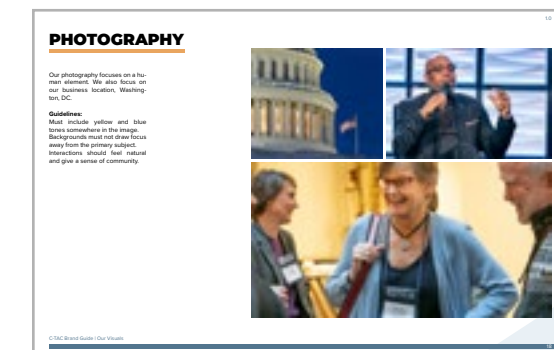 10
PHOTOGRAPHY
Our photography focuses on a hu-
man element. We also focus on
our business location, Washing-
ton, DC.
Guidelines:
Must include yellow and blue
tones somewhere in the image.
Backgrounds must not draw focus
away from the primary subject.
Interactions should feel natural
and give a sense of community.
C-TAC Brand Guide | Our Visuals